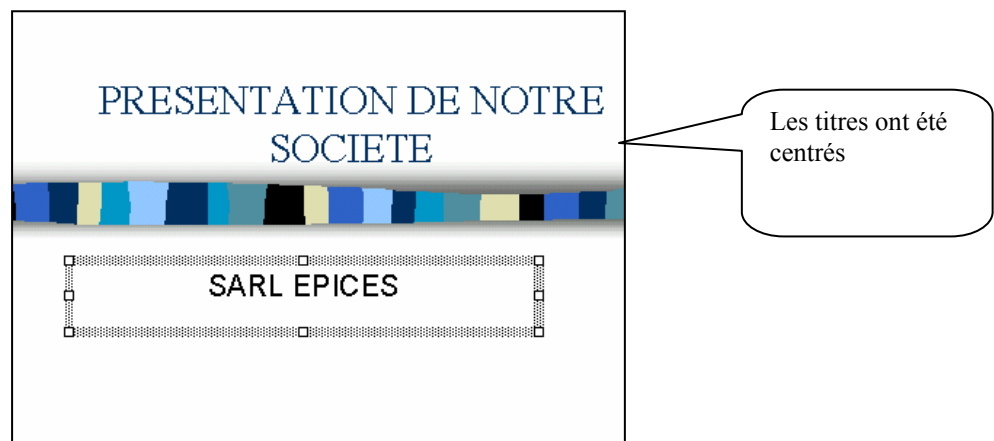 PRESENTATION DE NOTRE
SOCIETE
Les titres ont été
centrés
SARL EPICES